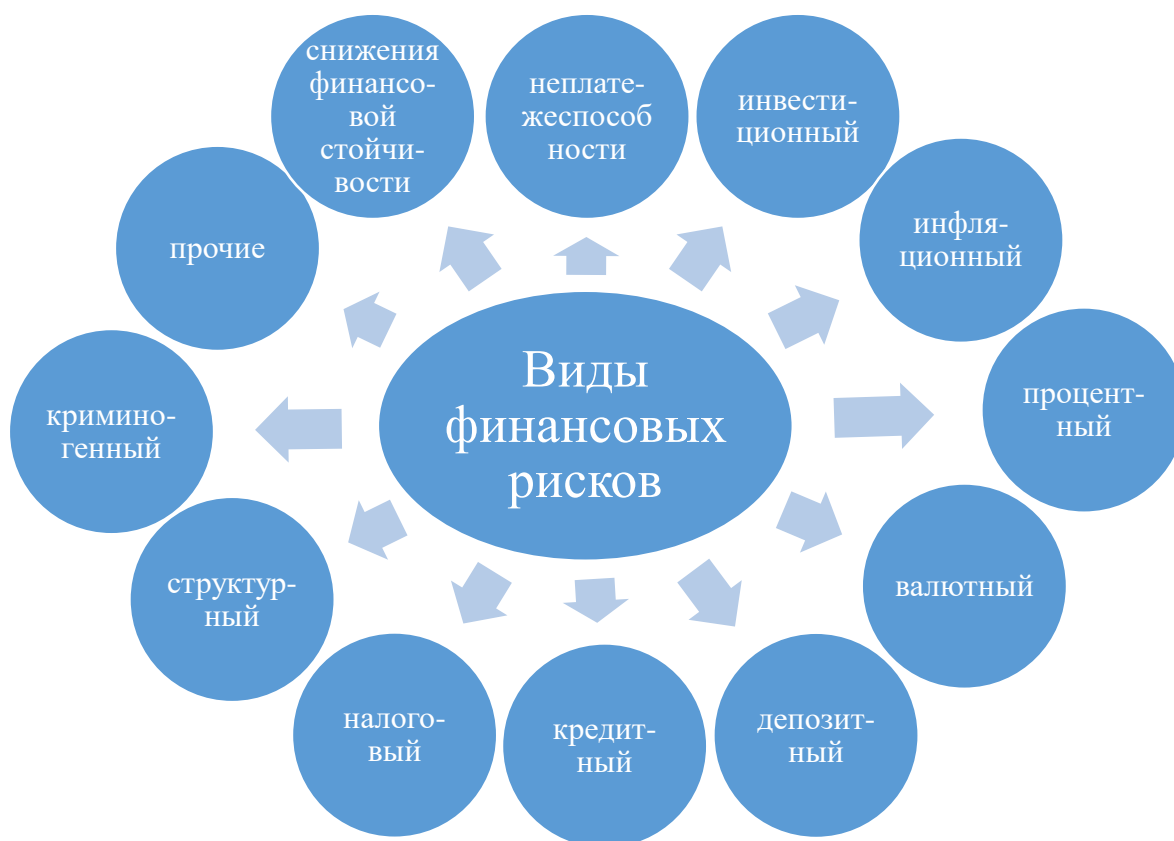 снижения
финансо-
вой
стойчи-
вости
неплате-
жеспособ
ности
инвести-
ционный
инфля-
ционный
процент-
ный
валютный
депозит-
ный
кредит-
ный
налого-
вый
структур-
ный
кримино-
генный
прочие
Виды
финансовых
рисков